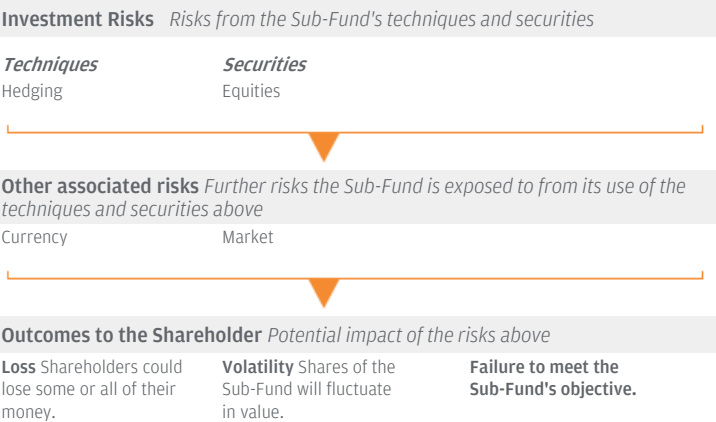 Investment Risks Risks from the Sub-Fund's techniques and securities
Techniques Securities
Hedging Equities
Other associated risks Further risks the Sub-Fund is exposed to from its use of the
techniques and securities above
Currency Market
Outcomes to the Shareholder Potential impact of the risks above
Loss Shareholders could
lose some or all of their
money.
Volatility Shares of the
Sub-Fund will fluctuate
in value.
Failure to meet the
Sub-Fund's objective.